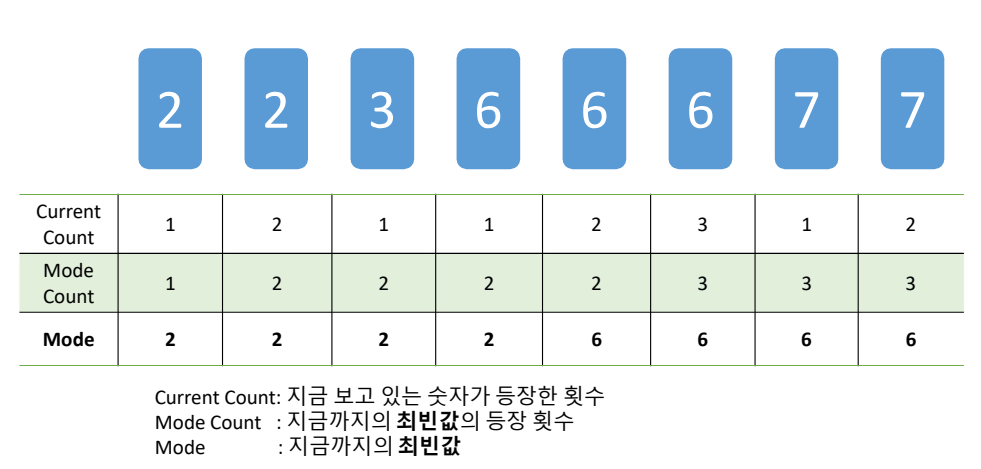 2 2 3 6 6 6 7 7
Current
Count 1 2 1 1 2 3 1 2
Mode
Count 1 2 2 2 2 3 3 3
Mode 2 2 2 2 6 6 6 6
Current Count: 지금 보고 있는 숫자가 등장한 횟수
Mode Count : 지금까지의 최빈값의 등장 횟수
Mode : 지금까지의 최빈값